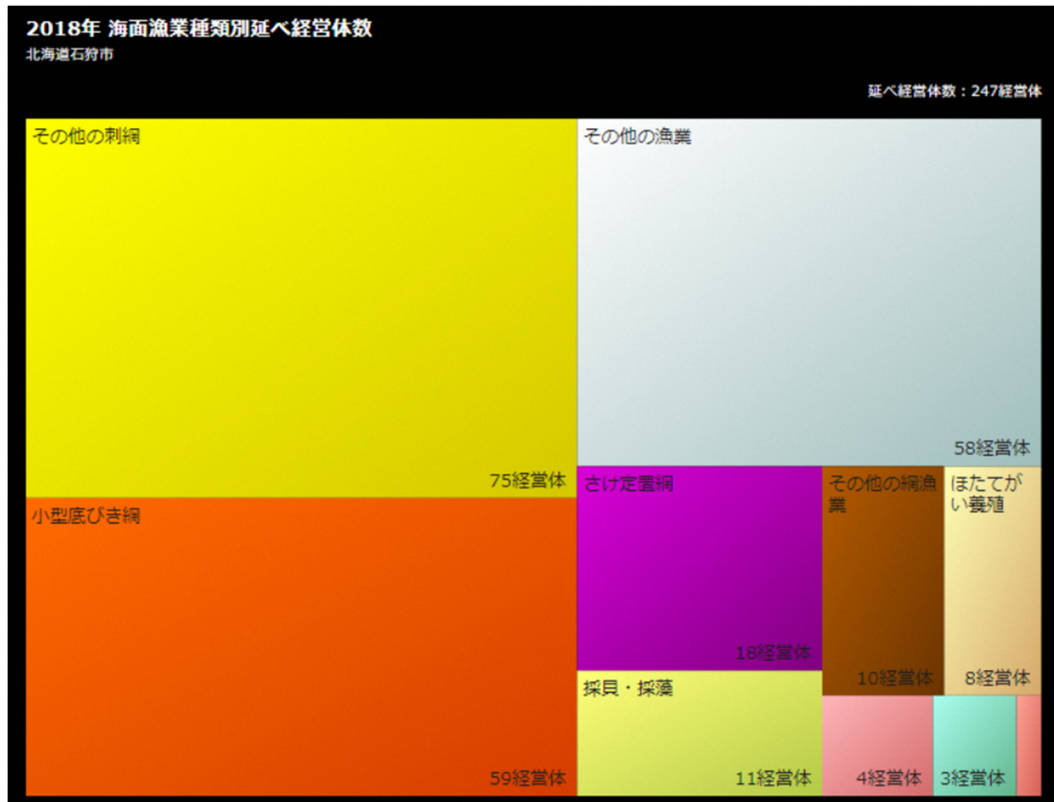 2018年 海面漁業種類別延べ経営体数
北海道石狩市
延べ経営体数：247経営体
その他の刺網
75経営体
小型底びき網
59経営体
その他の漁業
58経営体
さけ定置網
18経営体
採貝・採藻
11経営体
その他の網漁
業
10経営体
ほたてが
い養殖
8経営体
4経営体
3経営体